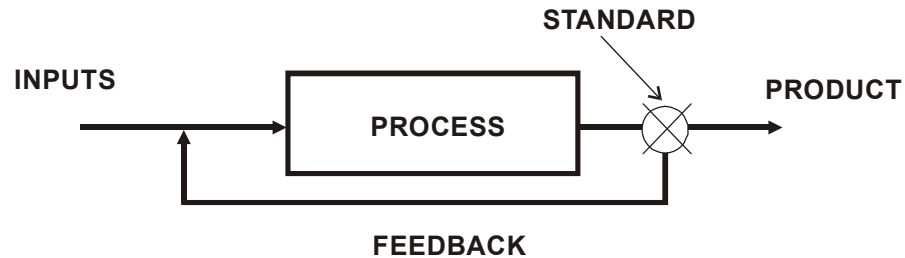 STANDARD
INPUTS
PRODUCT
PROCESS
FEEDBACK